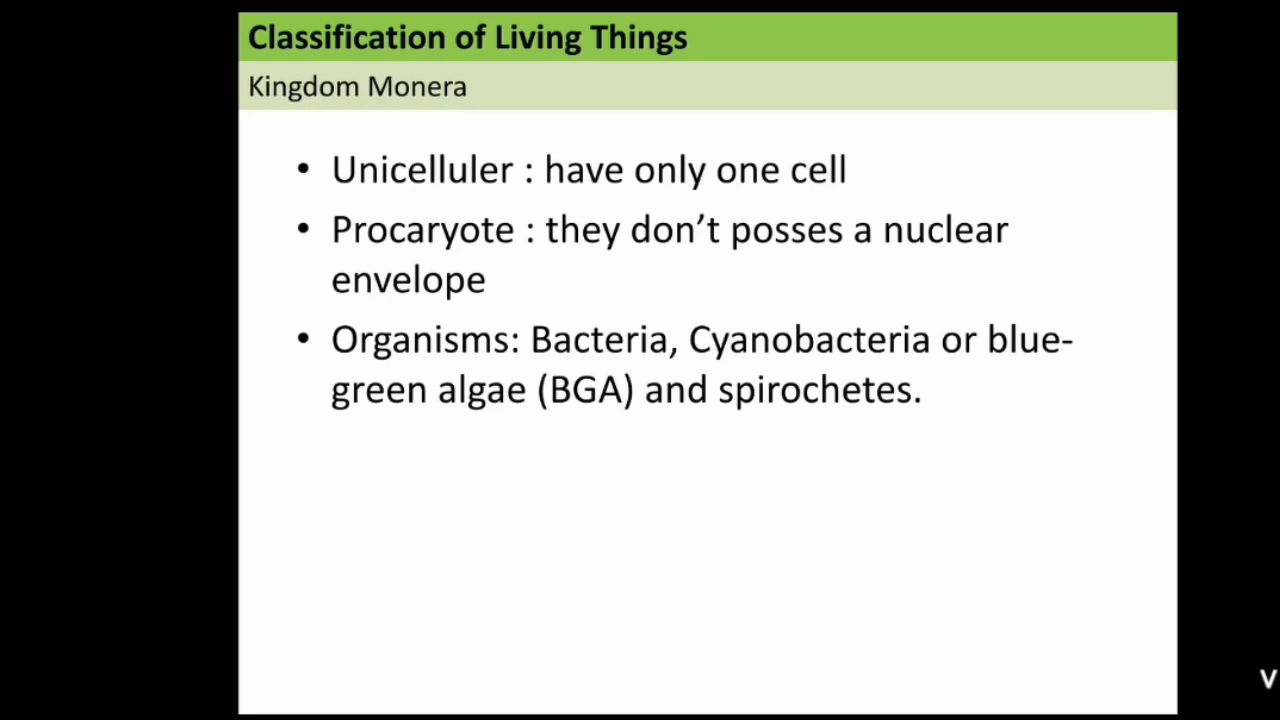 Classification of Living Things
Kingdom Monera
• Unicelluler : have only one cell
• Procaryote : they don’t posses a nuclear
envelope
• Organisms: Bacteria, Cyanobacteria or blue-
green algae (BGA) and spirochetes.
V